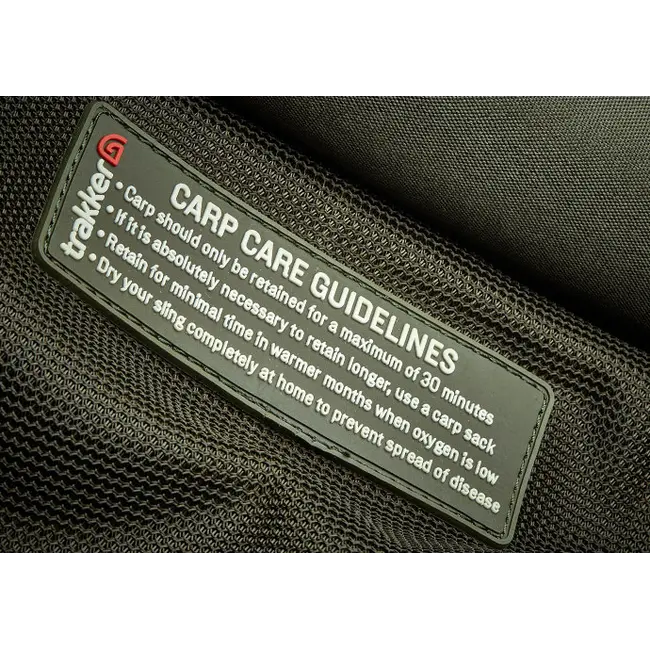 trakker
CARP CARE GUIDELINES
• Carp should only be retained for a maximum of 30 minutes
• If it is absolutely necessary to retain longer, use a carp sack
• Retain for minimal time in warmer months when oxygen is low
• Dry your sling completely at home to prevent spread of disease